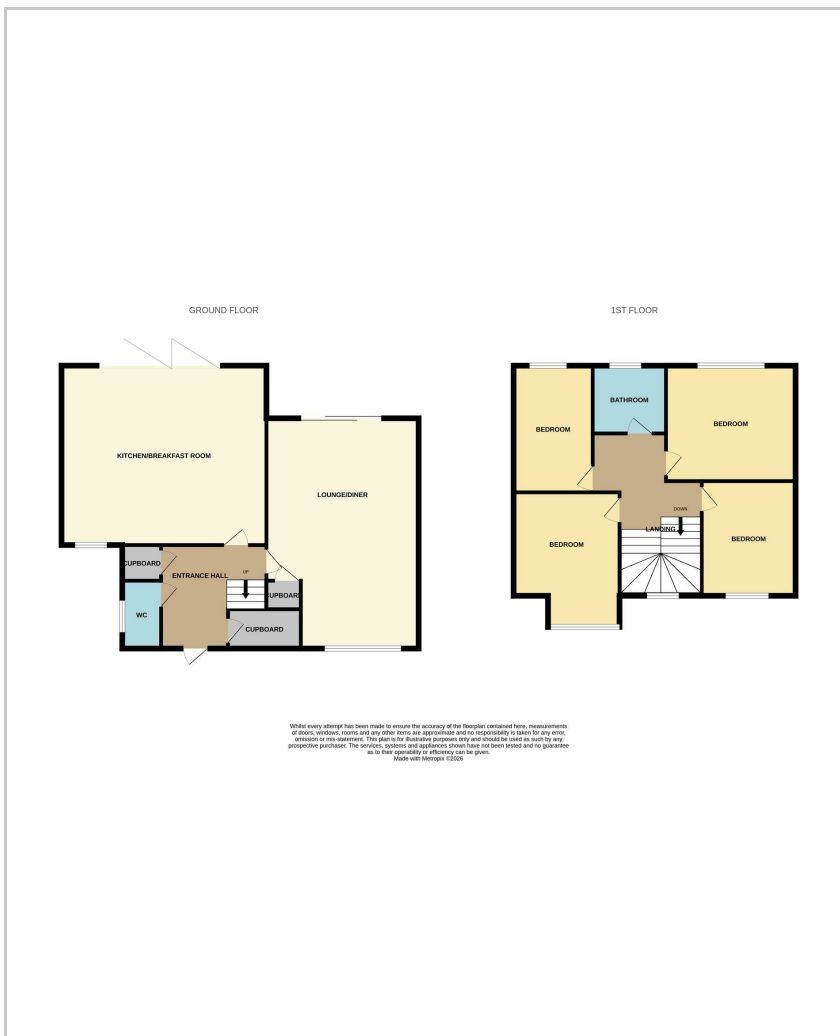 GROUND FLOOR
1ST FLOOR
KITCHEN/BREAKFAST ROOM
LOUNGE/DINER
CUPBOARD
ENTRANCE HALL
UP
WC
CUPBOARD
CUPBOARD
BEDROOM
BATHROOM
BEDROOM
BEDROOM
DOWN
LANDING
BEDROOM
Whilst every attempt has been made to ensure the accuracy of the floorplan contained here, measurements
of doors, windows, rooms and any other items are approximate and no responsibility is taken for any error,
omission or mis-statement. This plan is for illustrative purposes only and should be used as such by any
prospective purchaser. The services, systems and appliances shown have not been tested and no guarantee
as to their operability or efficiency can be given.
Made with Metropix ©2026